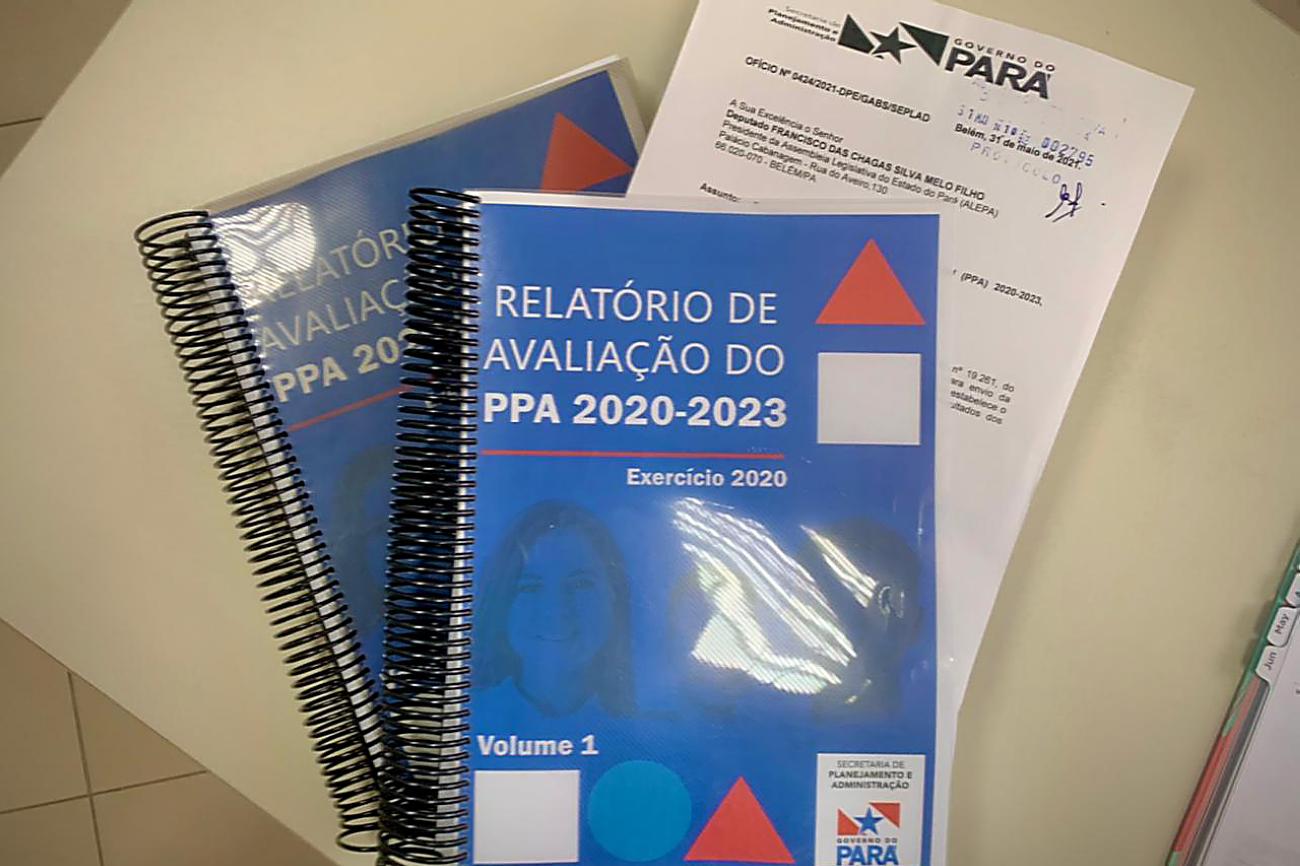 Secretaria de
Planejamento e
Administração
GOVERNO DO
PARÁ
OFÍCIO Nº 0424/2021-DPE/GABS/SEPLAD
002795
Belém, 31 de maio de 2021.
PROTOCOLO
A Sua Excelência o Senhor
Deputado FRANCISCO DAS CHAGAS SILVA MELO FILHO
Presidente da Assembleia Legislativa do Estado do Pará (ALEPA)
Palácio Cabanagem - Rua do Aveiro,130
66.020-070 - BELÉM/PA
Assunto:
(PPA) 2020-2023,
nº 19.261, do
envio da
estabelece o
dos
RELATÓRI
AVALIAÇ
PPA 202
RELATÓRIO DE
AVALIAÇÃO DO
PPA 2020-2023
Exercício 2020
Volume 1
SECRETARIA DE
PLANEJAMENTO E
ADMINISTRAÇÃO
GOVERNO DO
PARÁ
May
Jun